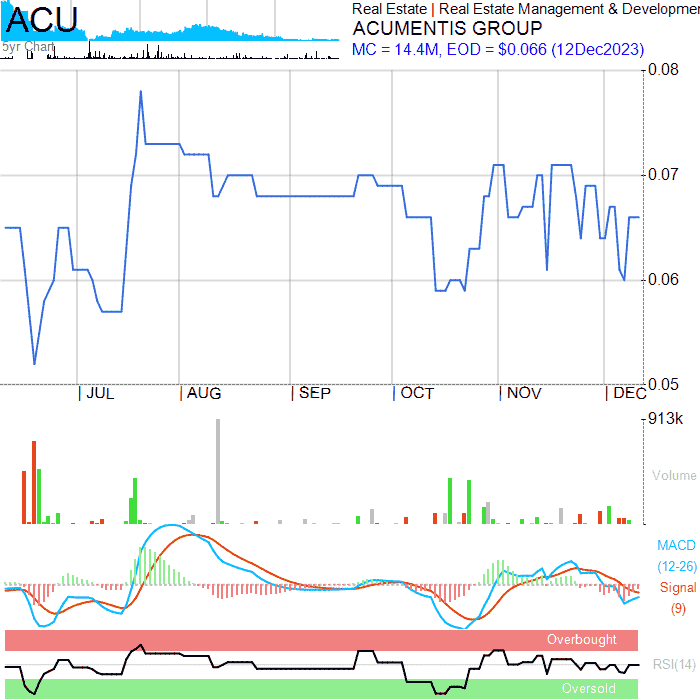 ACU
5yr Chart
Real Estate | Real Estate Management & Developmen
ACUMENTIS GROUP
MC = 14.4M, EOD = $0.066 (12Dec2023)
0.08
0.07
0.06
0.05
| JUL | AUG | SEP | OCT | NOV | DEC
913k
Volume
MACD
(12-26)
Signal
(9)
Overbought
RSI(14)
Oversold